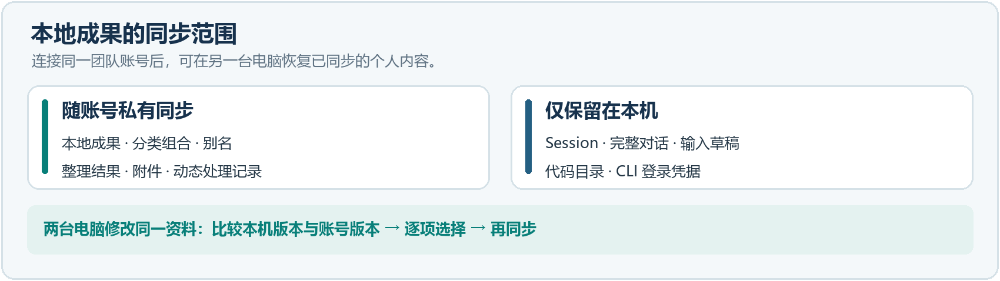 本地成果的同步范围
连接同一团队账号后，可在另一台电脑恢复已同步的个人内容。
随账号私有同步
本地成果 · 分类组合 · 别名
整理结果 · 附件 · 动态处理记录
仅保留在本机
Session · 完整对话 · 输入草稿
代码目录 · CLI 登录凭据
两台电脑修改同一资料：比较本机版本与账号版本 → 逐项选择 → 再同步